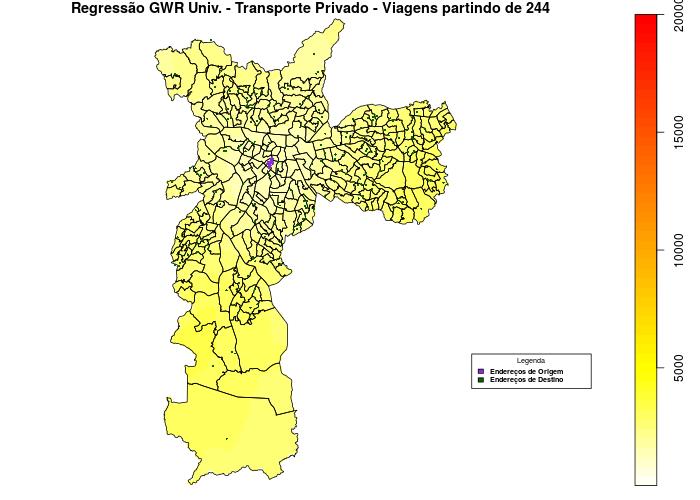 Regressão GWR Univ. - Transporte Privado - Viagens partindo de 244
20000
15000
10000
5000
Legenda
Endereços de Origem
Endereços de Destino